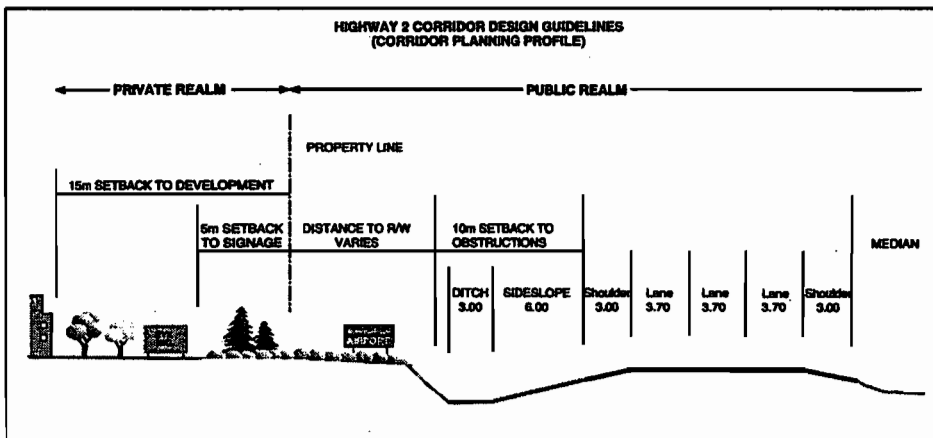 HIGHWAY 2 CORRIDOR DESIGN GUIDELINES
(CORRIDOR PLANNING PROFILE)
PRIVATE REALM
PUBLIC REALM
PROPERTY LINE
15m SETBACK TO DEVELOPMENT
5m SETBACK
TO SIGNAGE
DISTANCE TO R/W
VARIES
10m SETBACK TO
OBSTRUCTIONS
MEDIAN
DITCH
3.00
SIDESLOPE
6.00
Shoulder
3.00
Lane
3.70
Lane
3.70
Lane
3.70
Shoulder
3.00
AIRPORT